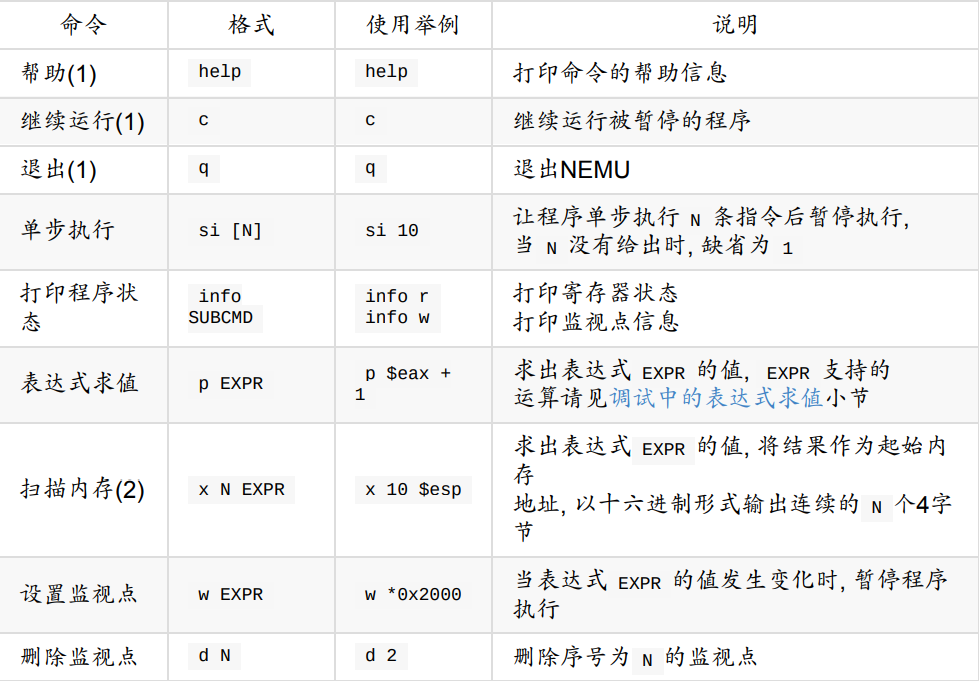 命令 格式 使用举例 说明
帮助(1) help help 打印命令的帮助信息
继续运行(1) c c 继续运行被暂停的程序
退出(1) q q 退出NEMU
单步执行 si [N] si 10 让程序单步执行 N 条指令后暂停执行,
当 N 没有给出时, 缺省为 1
打印程序状
态
info
SUBCMD
info r
info w
打印寄存器状态
打印监视点信息
表达式求值 p EXPR
p $eax +
1
求出表达式 EXPR 的值, EXPR 支持的
运算请见调试中的表达式求值小节
扫描内存(2) x N EXPR x 10 $esp
求出表达式 EXPR 的值, 将结果作为起始内
存
地址, 以十六进制形式输出连续的 N 个4字
节
设置监视点 w EXPR w *0x2000
当表达式 EXPR 的值发生变化时, 暂停程序
执行
删除监视点 d N d 2 删除序号为 N 的监视点